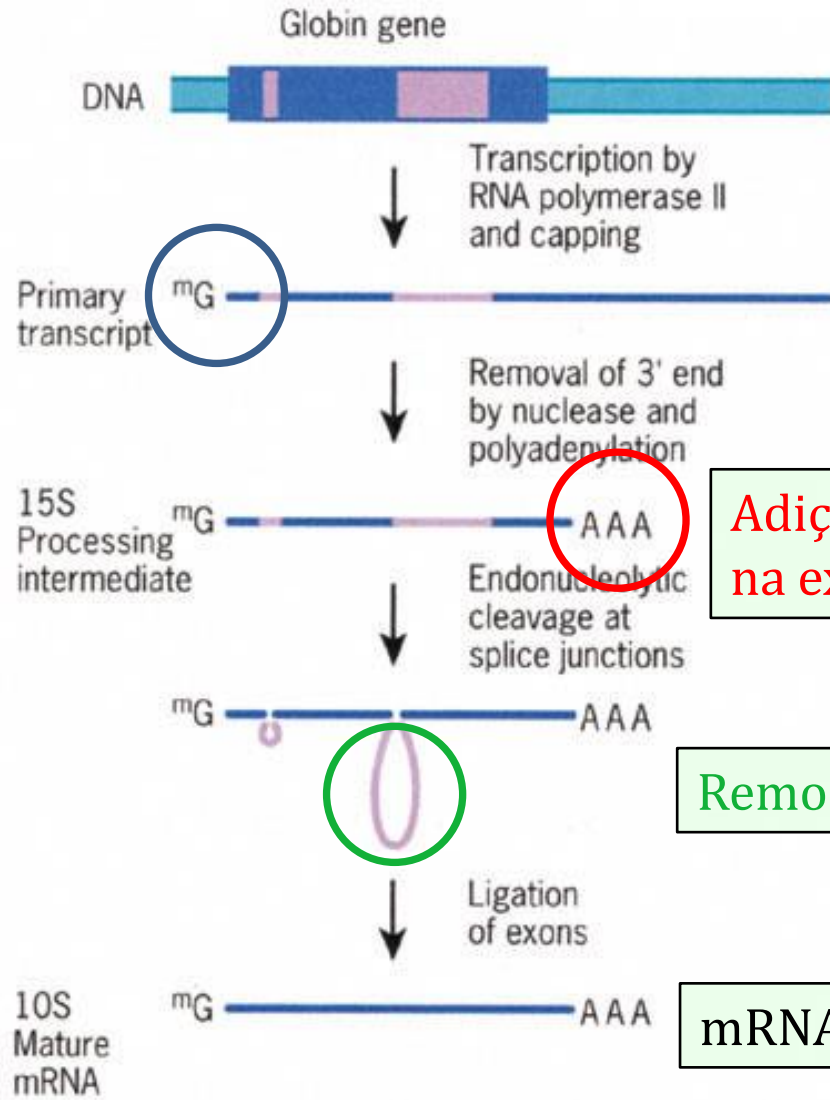 Globin gene
DNA
Transcription by
RNA polymerase II
and capping
Primary
transcript
mG
Removal of 3' end
by nuclease and
polyadenylation
15S
Processing
intermediate
mG
AAA
Adiç
na ex
Endonucleolytic
cleavage at
splice junctions
mG
AAA
Remo
Ligation
of exons
10S
Mature
mRNA
mG
AAA
mRNA